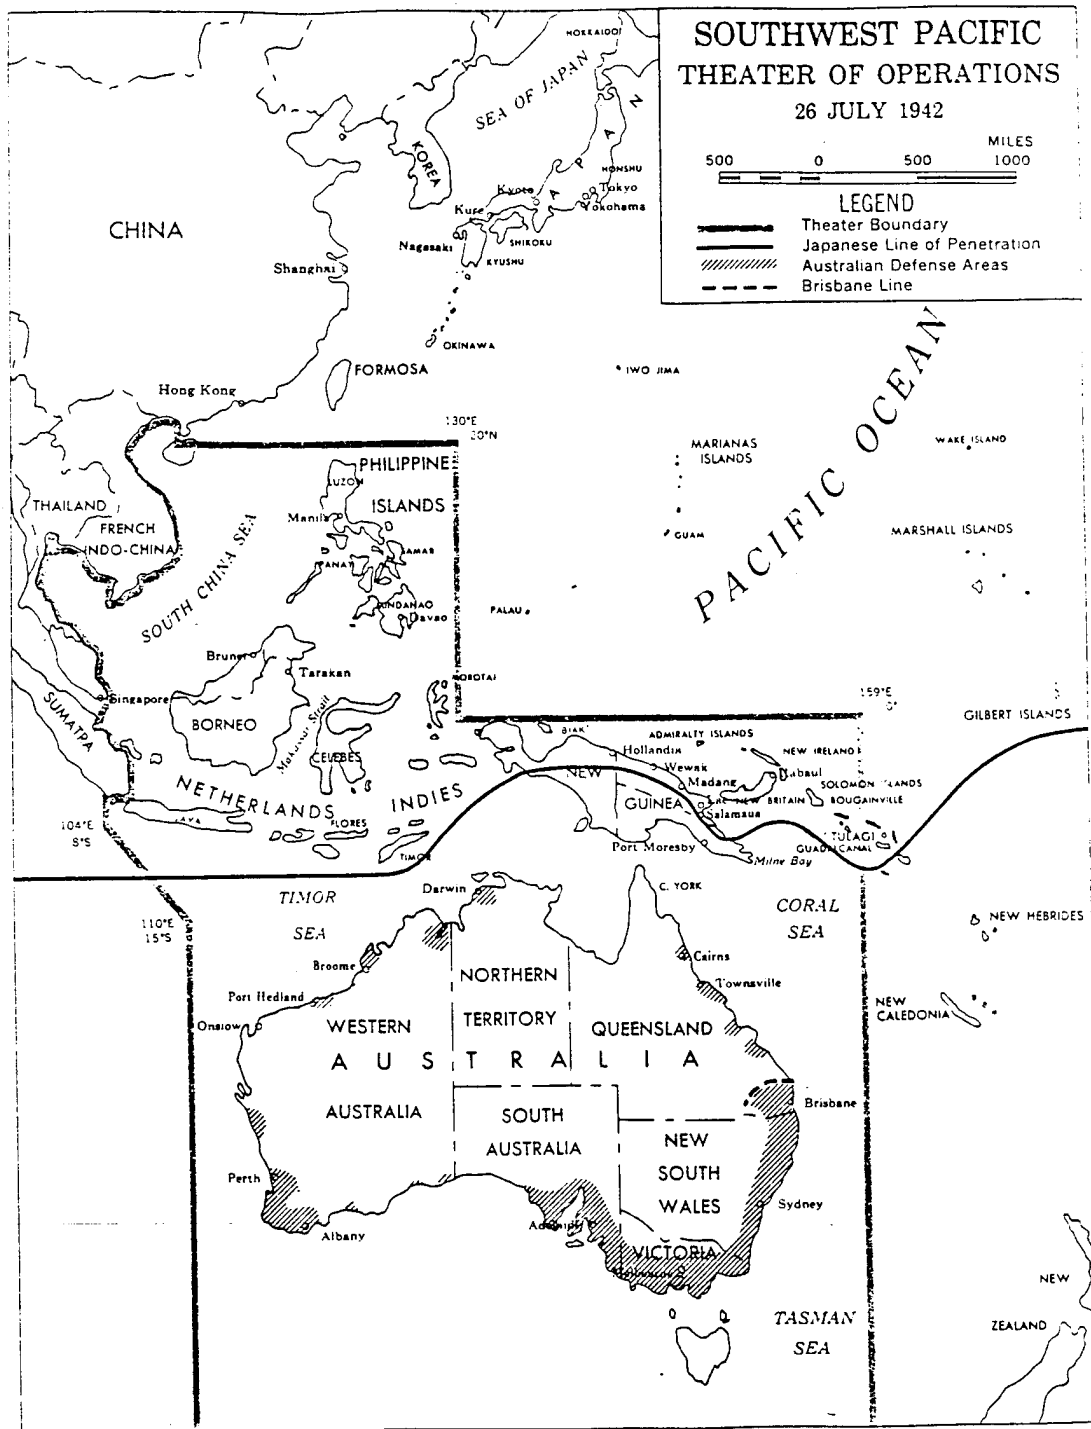 SOUTHWEST PACIFIC
THEATER OF OPERATIONS
26 JULY 1942
MILES
500 0 500 1000
LEGEND
Theater Boundary
Japanese Line of Penetration
Australian Defense Areas
Brisbane Line
HOKKAIDO
SEA OF JAPAN
JAPAN
KOREA
HONSHU
Kyoto
Tokyo
Yokohama
Kure
Nagasaki
SHIKOKU
KYUSHU
CHINA
Shanghai
OKINAWA
FORMOSA
IWO JIMA
Hong Kong
130°E
20°N
PACIFIC OCEAN
MARIANAS
ISLANDS
WAKE ISLAND
PHILIPPINE
ISLANDS
LUZON
THAILAND
FRENCH
INDO-CHINA
Manila
SAMAR
PANAY
GUAM
MARSHALL ISLANDS
SOUTH CHINA SEA
MINDANAO
Davao
PALAU
Brunei
Tarakan
MOROTAI
Singapore
SUMATRA
BORNEO
Makassar Strait
CELEBES
159°E
GILBERT ISLANDS
BIAK
ADMIRALTY ISLANDS
Hollandia
NEW IRELAND
Wewak
Rabaul
NEW
GUINEA
Madang
SOLOMON ISLANDS
NETHERLANDS INDIES
Lae
NEW BRITAIN
BOUGAINVILLE
Salamaua
JAVA
FLORES
104°E
8°S
TULAGI
GUADALCANAL
Port Moresby
Milne Bay
TIMOR
TIMOR
SEA
Darwin
C. YORK
CORAL
SEA
110°E
15°S
NEW HEBRIDES
Broome
Cairns
NORTHERN
TERRITORY
Townsville
Port Hedland
Onslow
WESTERN
AUSTRALIA
QUEENSLAND
NEW
CALEDONIA
AUSTRALIA
Brisbane
SOUTH
AUSTRALIA
NEW
SOUTH
WALES
Perth
Albany
Adelaide
Sydney
VICTORIA
Melbourne
TASMAN
SEA
NEW
ZEALAND